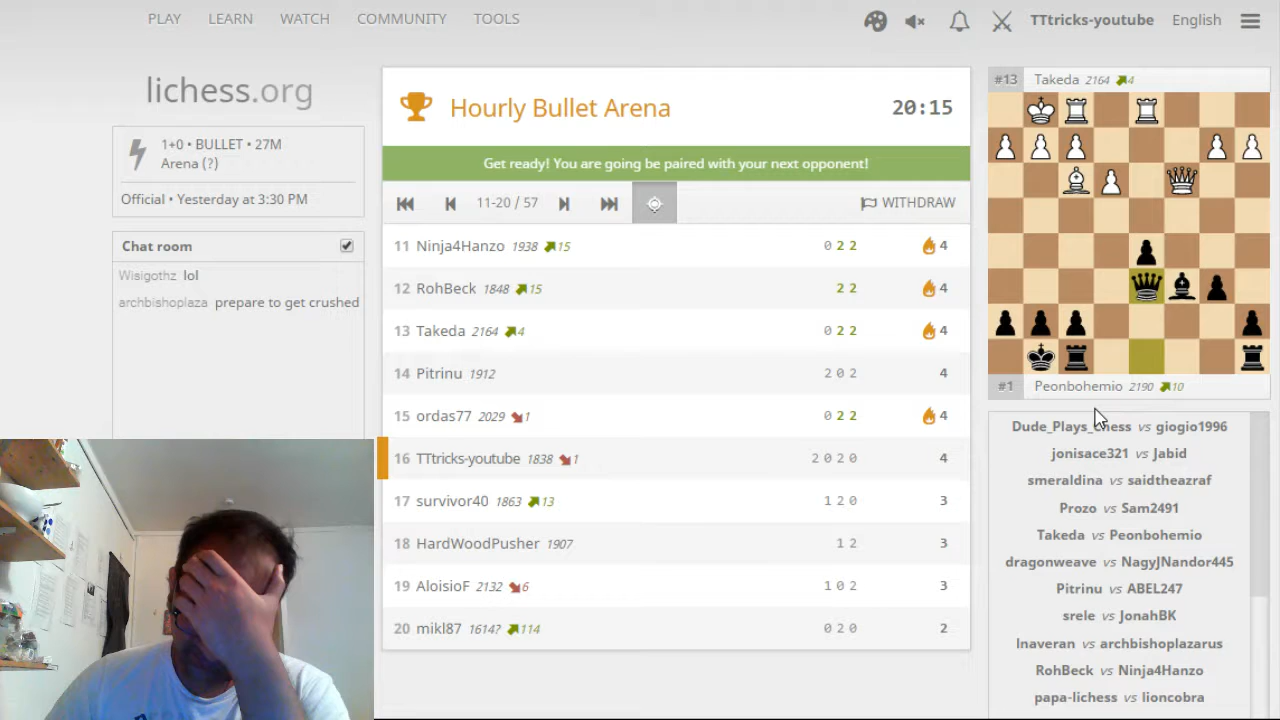 PLAY LEARN WATCH COMMUNITY TOOLS TTtricks-youtube English
lichess.org
1+0 • BULLET • 27M
Arena (?)
Official • Yesterday at 3:30 PM
Chat room
Wisigothz lol
archbishoplaza prepare to get crushed
Hourly Bullet Arena 20:15
Get ready! You are going be paired with your next opponent!
11-20 / 57 WITHDRAW
11 Ninja4Hanzo 1938 15 0 2 2 4
12 RohBeck 1848 15 2 2 4
13 Takeda 2164 4 0 2 2 4
14 Pitrinu 1912 2 0 2 4
15 ordas77 2029 1 0 2 2 4
16 TTtricks-youtube 1838 1 2 0 2 0 4
17 survivor40 1863 13 1 2 0 3
18 HardWoodPusher 1907 1 2 3
19 AloisioF 2132 6 1 0 2 3
20 mikl87 1614? 114 0 2 0 2
#13 Takeda 2164 4
#1 Peonbohemio 2190 10
Dude_Plays_Chess vs giogio1996
jonisace321 vs Jabid
smeraldina vs saidtheazraf
Prozo vs Sam2491
Takeda vs Peonbohemio
dragonweave vs NagyJNandor445
Pitrinu vs ABEL247
srele vs JonahBK
lnaveran vs archbishoplazarus
RohBeck vs Ninja4Hanzo
papa-lichess vs lioncobra